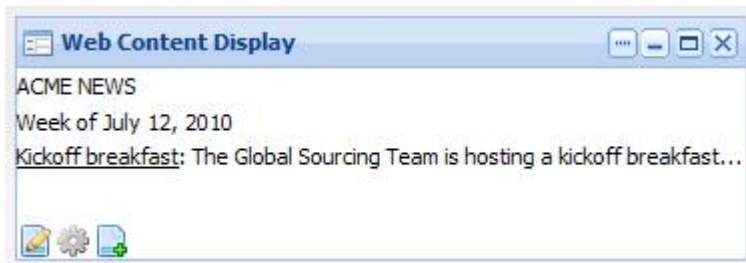 Web Content Display
ACME NEWS
Week of July 12, 2010
Kickoff breakfast: The Global Sourcing Team is hosting a kickoff breakfast...